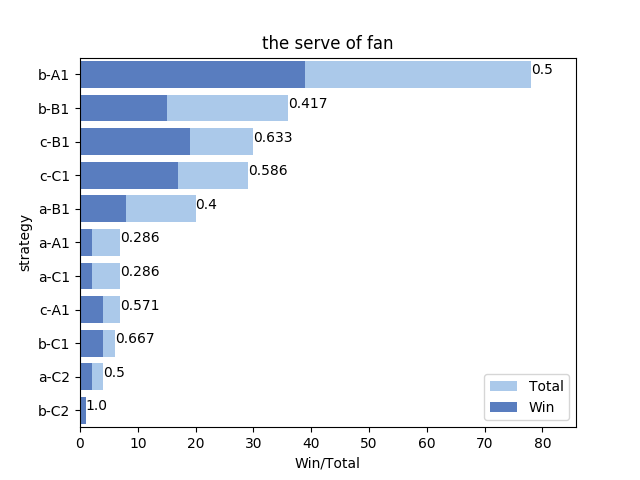 the serve of fan
b-A1 0.5
b-B1 0.417
c-B1 0.633
c-C1 0.586
a-B1 0.4
a-A1 0.286
a-C1 0.286
c-A1 0.571
b-C1 0.667
a-C2 0.5
b-C2 1.0
strategy
Total
Win
0 10 20 30 40 50 60 70 80
Win/Total